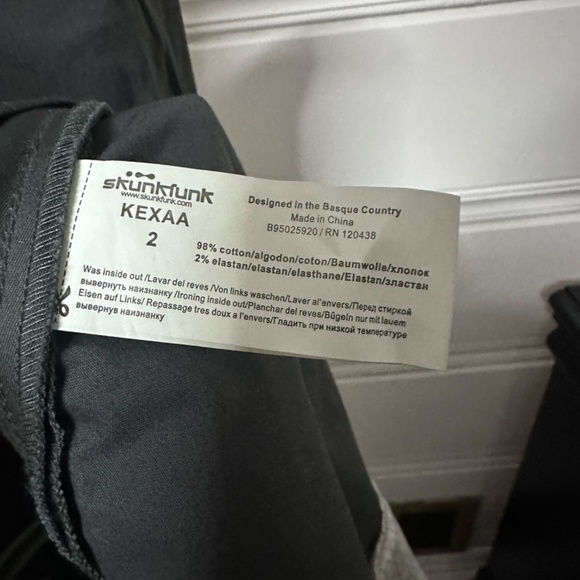 skunkfunk
www.skunkfunk.com
KEXAA
2
Designed in the Basque Country
Made in China
B95025920 / RN 120438
98% cotton/algodon/coton/Baumwolle/хлопок
2% elastan/elastan/elasthane/Elastan/эластан
Was inside out /Lavar del reves /Von links waschen/Laver al'envers/Перед стиркой
вывернуть наизнанку /Ironing inside out/Planchar del reves/Bügeln nur mit lauem
Eisen auf Links/ Repassage tres doux a l'envers/Гладить при низкой температуре
вывернув наизнанку